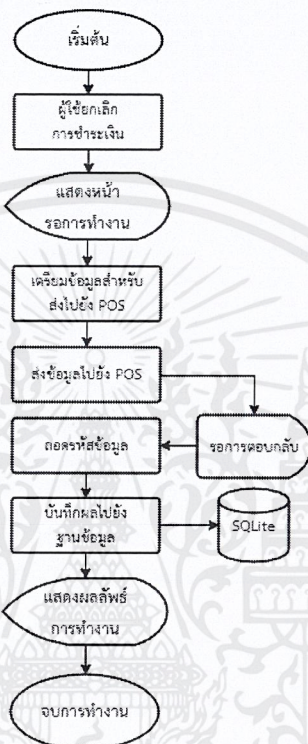 เริ่มต้น
ผู้ใช้ยกเลิก
การชำระเงิน
แสดงหน้า
รอการทำงาน
เตรียมข้อมูลสำหรับ
ส่งไปยัง POS
ส่งข้อมูลไปยัง POS
รอการตอบกลับ
ถอดรหัสข้อมูล
บันทึกผลไปยัง
ฐานข้อมูล
SQLite
แสดงผลลัพธ์
การทำงาน
จบการทำงาน